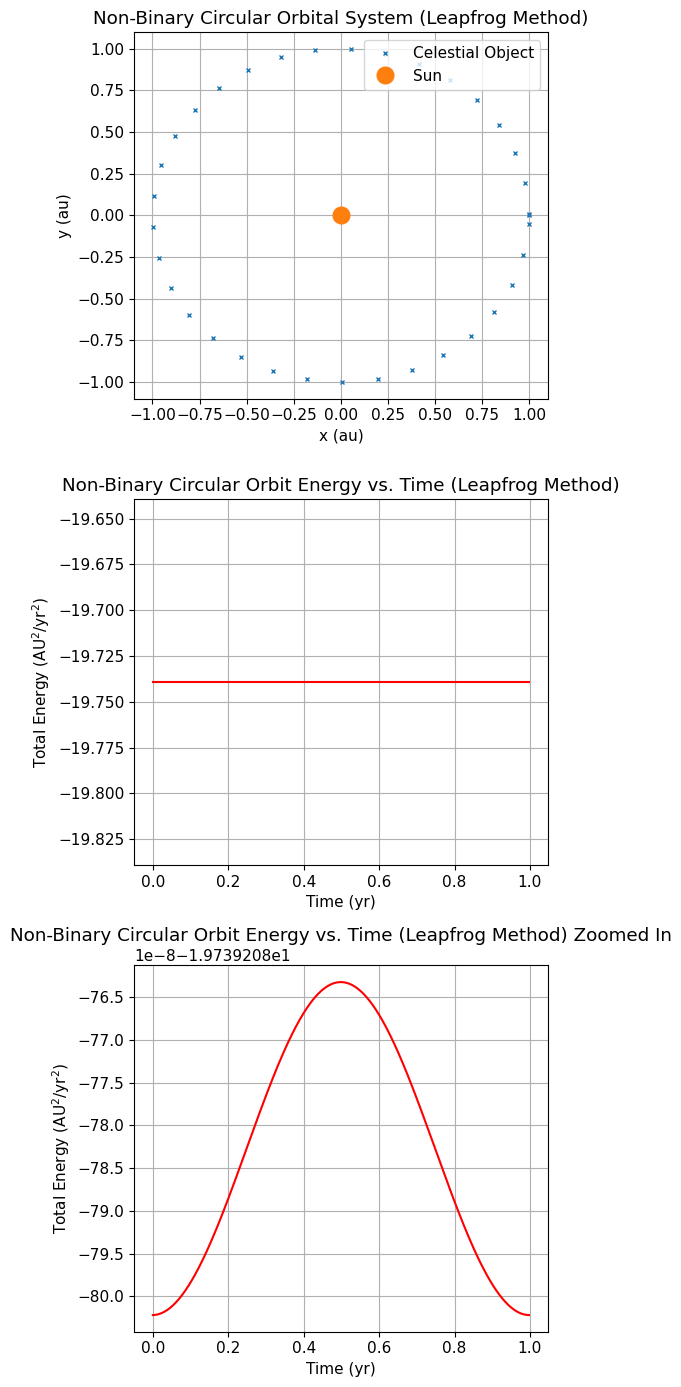 Non-Binary Circular Orbital System (Leapfrog Method)
1.00
0.75
0.50
0.25
0.00
−0.25
−0.50
−0.75
−1.00
y (au)
Celestial Object
Sun
−1.00 −0.75 −0.50 −0.25 0.00 0.25 0.50 0.75 1.00
x (au)
Non-Binary Circular Orbit Energy vs. Time (Leapfrog Method)
−19.650
−19.675
−19.700
−19.725
−19.750
−19.775
−19.800
−19.825
Total Energy (AU²/yr²)
0.0 0.2 0.4 0.6 0.8 1.0
Time (yr)
Non-Binary Circular Orbit Energy vs. Time (Leapfrog Method) Zoomed In
1e−8−1.9739208e1
−76.5
−77.0
−77.5
−78.0
−78.5
−79.0
−79.5
−80.0
Total Energy (AU²/yr²)
0.0 0.2 0.4 0.6 0.8 1.0
Time (yr)